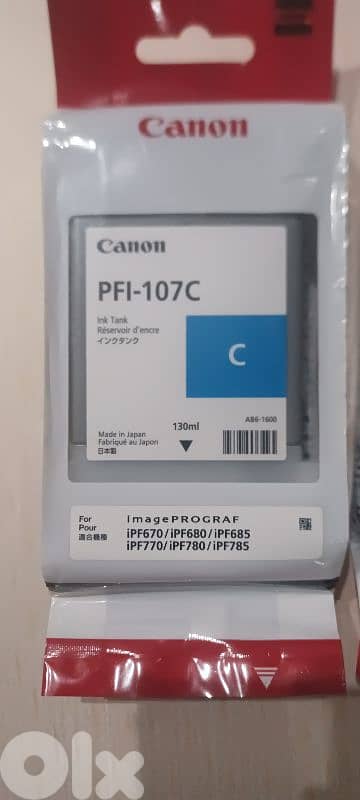 Canon
Canon
PFI-107C
Ink Tank
Réservoir d'encre
インクタンク
C
130ml
AB6-1600
Made in Japan
Fabriqué au Japon
日本製
For
Pour
適合機種
imagePROGRAF
iPF670/iPF680/iPF685
iPF770/iPF780/iPF785
OLX